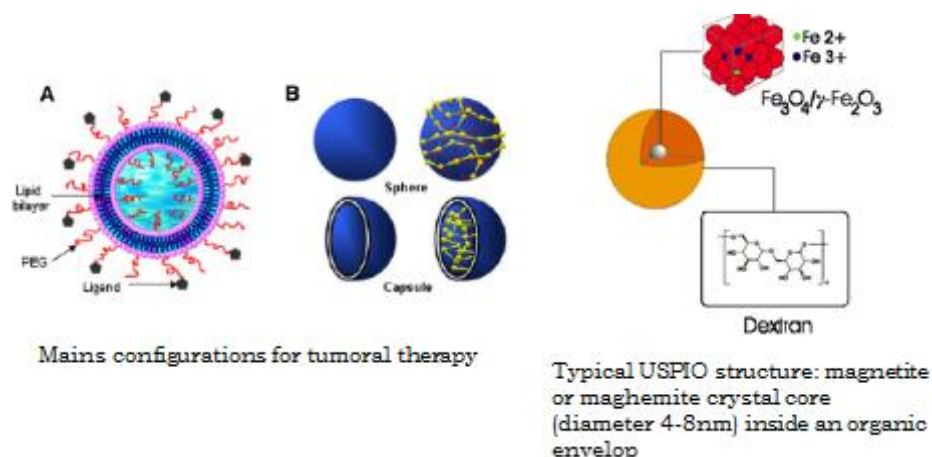 A
B
Lipid
bilayer
PEG
Ligand
Sphere
Capsule
Mains configurations for tumoral therapy
Fe 2+
Fe 3+
Fe₃O₄/γ-Fe₂O₃
Dextran
Typical USPIO structure: magnetite
or maghemite crystal core
(diameter 4-8nm) inside an organic
envelop